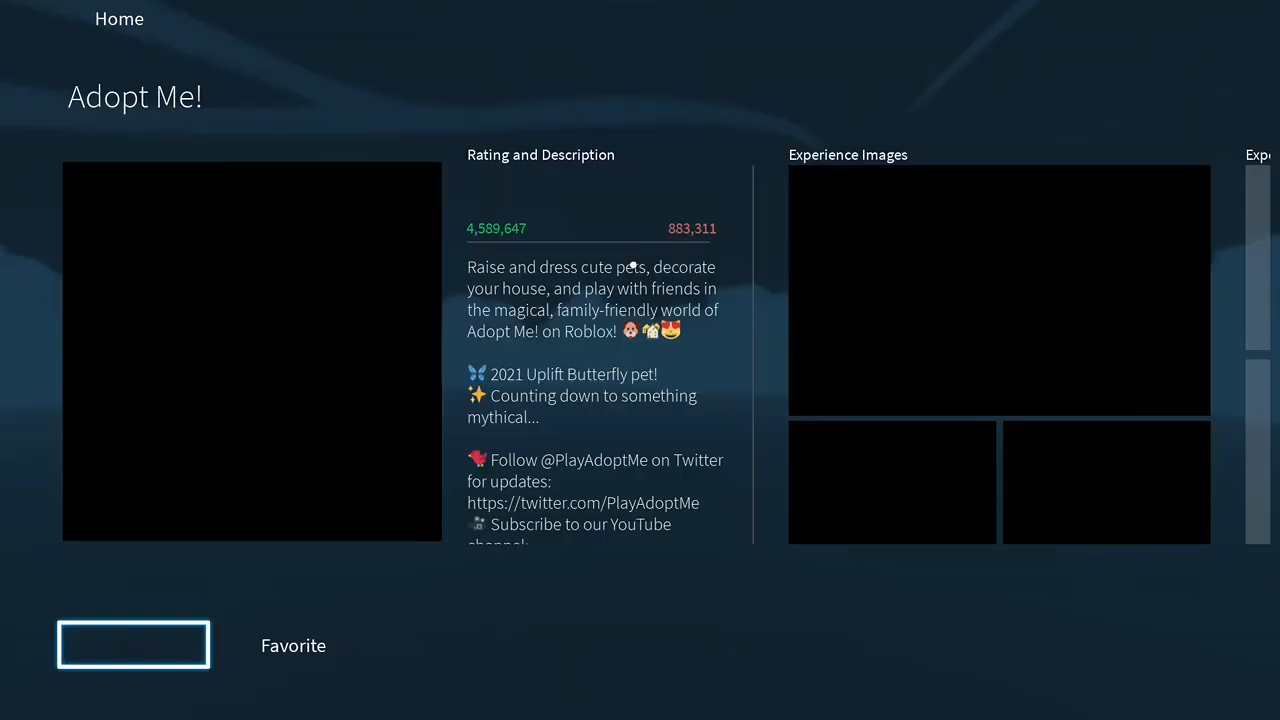 Home
Adopt Me!
Rating and Description
4,589,647 883,311
Raise and dress cute pets, decorate
your house, and play with friends in
the magical, family-friendly world of
Adopt Me! on Roblox! 🐶🏠😻
🦋 2021 Uplift Butterfly pet!
✨ Counting down to something
mythical...
🐦 Follow @PlayAdoptMe on Twitter
for updates:
https://twitter.com/PlayAdoptMe
🎥 Subscribe to our YouTube
Experience Images
Favorite